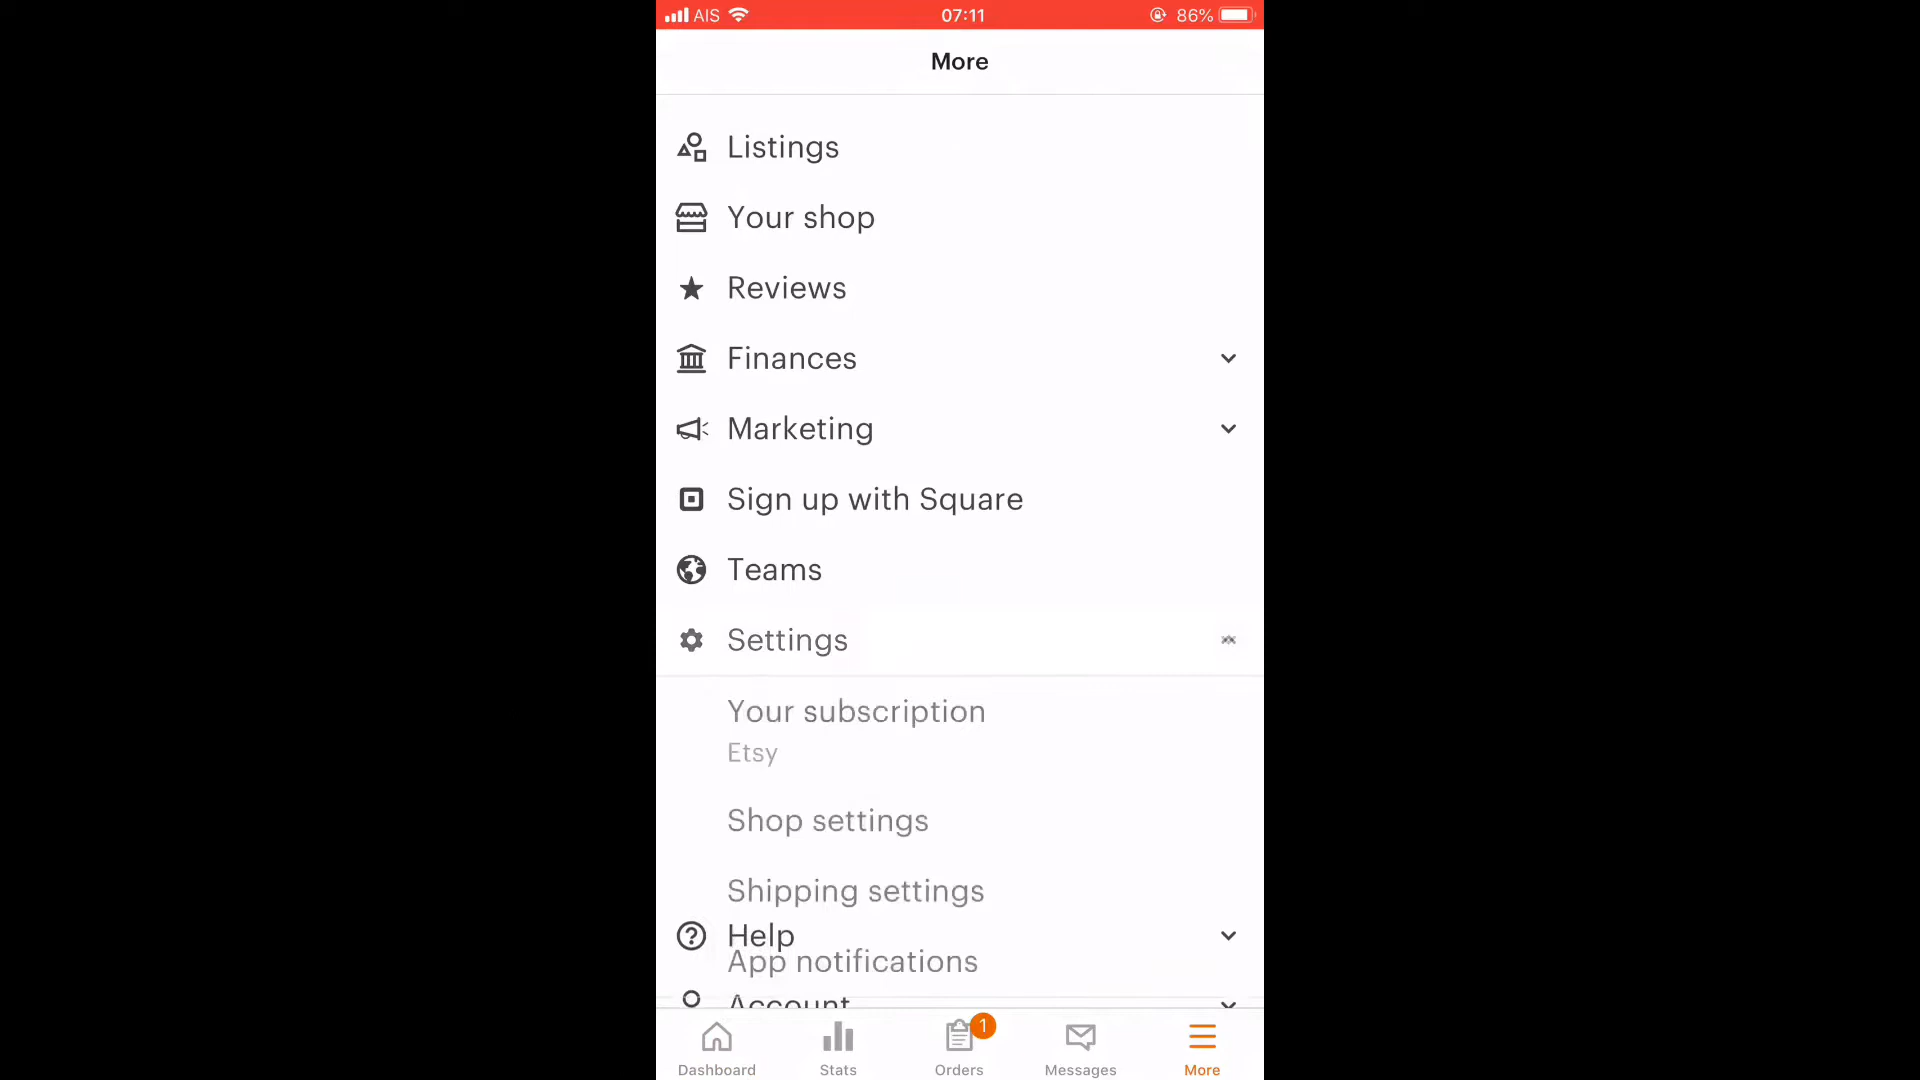 AIS 07:11 86%
More
Listings
Your shop
Reviews
Finances
Marketing
Sign up with Square
Teams
Settings
Your subscription
Etsy
Shop settings
Shipping settings
Help
App notifications
Account
1
Dashboard Stats Orders Messages More